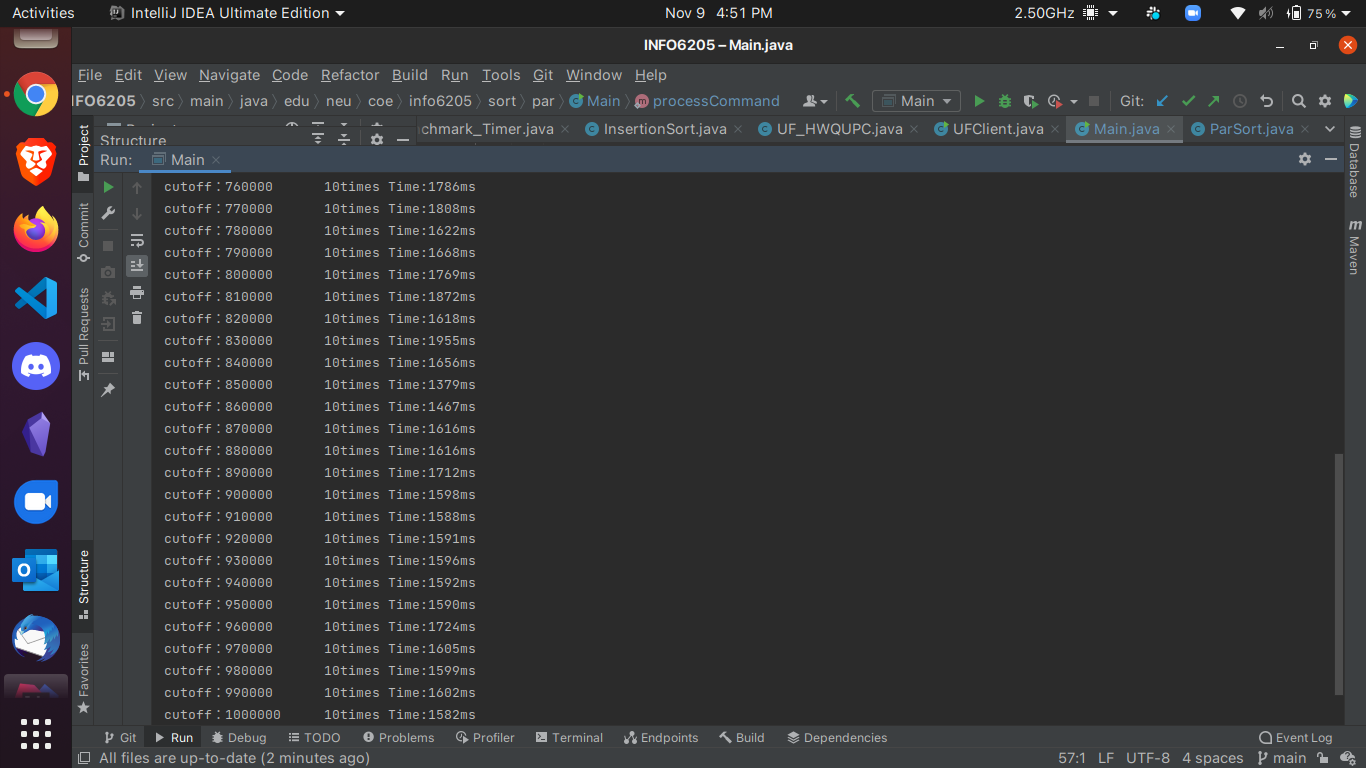 Activities IntelliJ IDEA Ultimate Edition Nov 9 4:51 PM 2.50GHz 75 %
INFO6205 – Main.java
File Edit View Navigate Code Refactor Build Run Tools Git Window Help
IFO6205 src main java edu neu coe info6205 sort par Main processCommand Main Git:
Project
Structure
chmark_Timer.java InsertionSort.java UF_HWQUPC.java UFClient.java Main.java ParSort.java
Run: Main
cutoff：760000 10times Time:1786ms
cutoff：770000 10times Time:1808ms
cutoff：780000 10times Time:1622ms
cutoff：790000 10times Time:1668ms
cutoff：800000 10times Time:1769ms
cutoff：810000 10times Time:1872ms
cutoff：820000 10times Time:1618ms
cutoff：830000 10times Time:1955ms
cutoff：840000 10times Time:1656ms
cutoff：850000 10times Time:1379ms
cutoff：860000 10times Time:1467ms
cutoff：870000 10times Time:1616ms
cutoff：880000 10times Time:1616ms
cutoff：890000 10times Time:1712ms
cutoff：900000 10times Time:1598ms
cutoff：910000 10times Time:1588ms
cutoff：920000 10times Time:1591ms
cutoff：930000 10times Time:1596ms
cutoff：940000 10times Time:1592ms
cutoff：950000 10times Time:1590ms
cutoff：960000 10times Time:1724ms
cutoff：970000 10times Time:1605ms
cutoff：980000 10times Time:1599ms
cutoff：990000 10times Time:1602ms
cutoff：1000000 10times Time:1582ms
Commit
Pull Requests
Structure
Favorites
Database
m Maven
Git Run Debug TODO Problems Profiler Terminal Endpoints Build Dependencies Event Log
All files are up-to-date (2 minutes ago) 57:1 LF UTF-8 4 spaces main